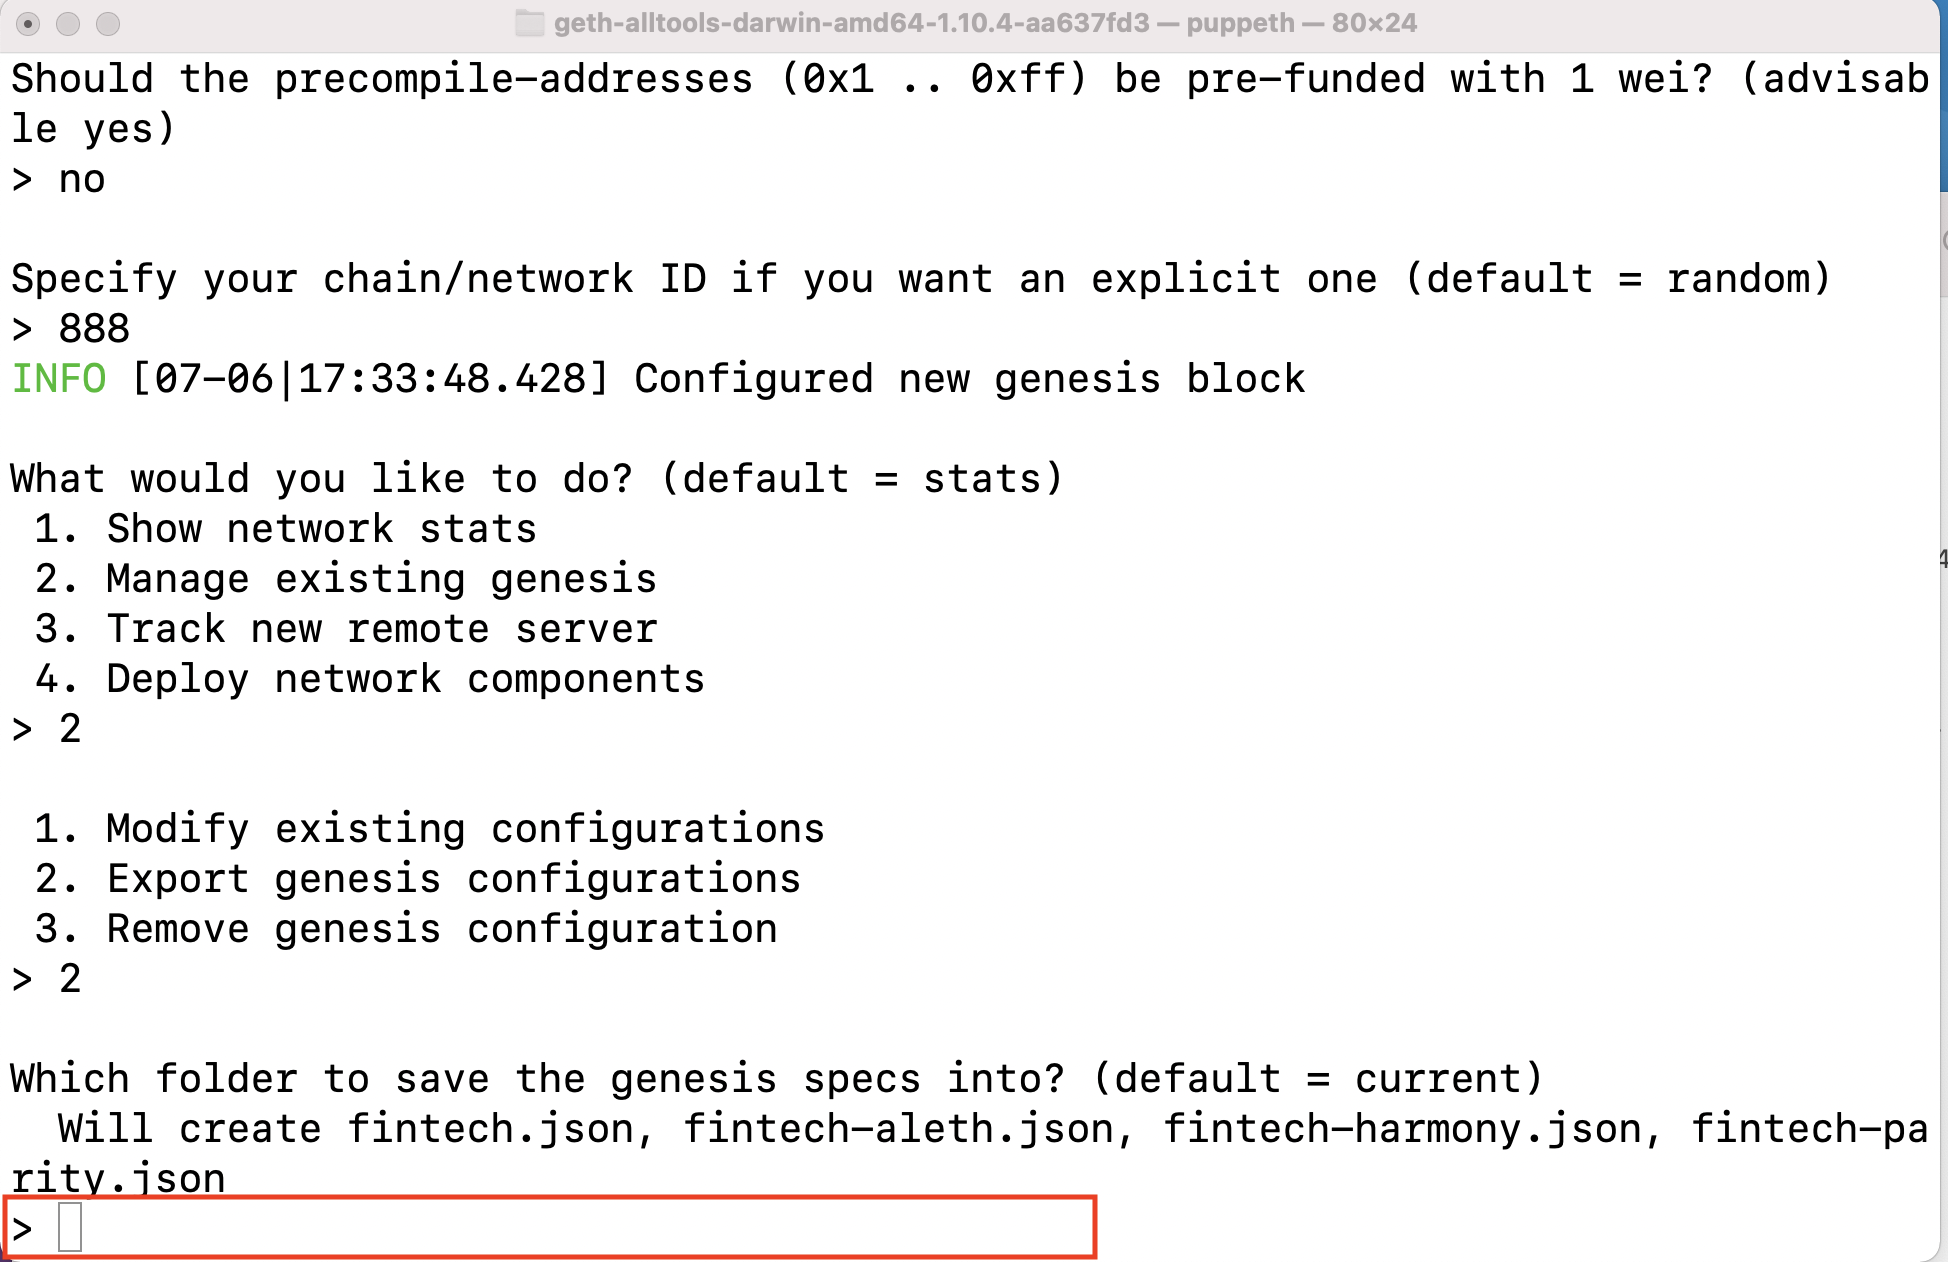 geth-alltools-darwin-amd64-1.10.4-aa637fd3 — puppeth — 80×24
Should the precompile-addresses (0x1 .. 0xff) be pre-funded with 1 wei? (advisab
le yes)
> no
Specify your chain/network ID if you want an explicit one (default = random)
> 888
INFO [07-06|17:33:48.428] Configured new genesis block
What would you like to do? (default = stats)
1. Show network stats
2. Manage existing genesis
3. Track new remote server
4. Deploy network components
> 2
1. Modify existing configurations
2. Export genesis configurations
3. Remove genesis configuration
> 2
Which folder to save the genesis specs into? (default = current)
Will create fintech.json, fintech-aleth.json, fintech-harmony.json, fintech-pa
rity.json
>